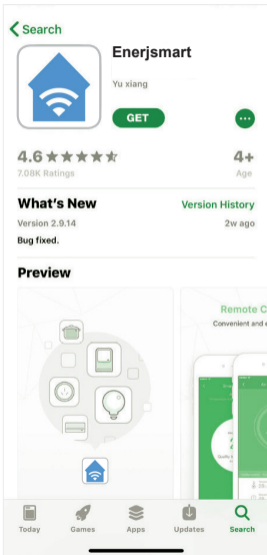 Search
Enerjsmart
Yu xiang
GET
4.6
4+
7.08K Ratings
Age
What's New
Version History
Version 2.9.14
2w ago
Bug fixed.
Preview
Remote C
Convenient and e
Today
Games
Apps
Updates
Search